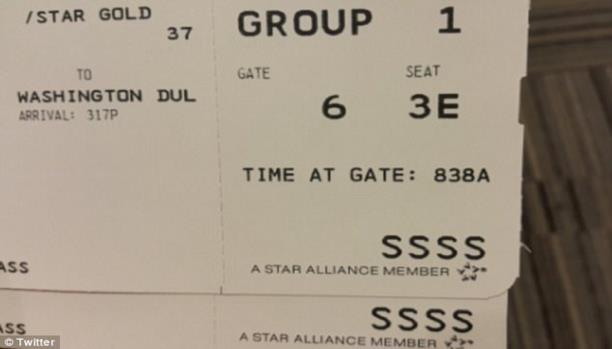 /STAR GOLD
37
TO
WASHINGTON DUL
ARRIVAL: 317P
GROUP 1
GATE SEAT
6 3E
TIME AT GATE: 838A
SSSS
A STAR ALLIANCE MEMBER
ASS
SSSS
A STAR ALLIANCE MEMBER
ASS
© Twitter